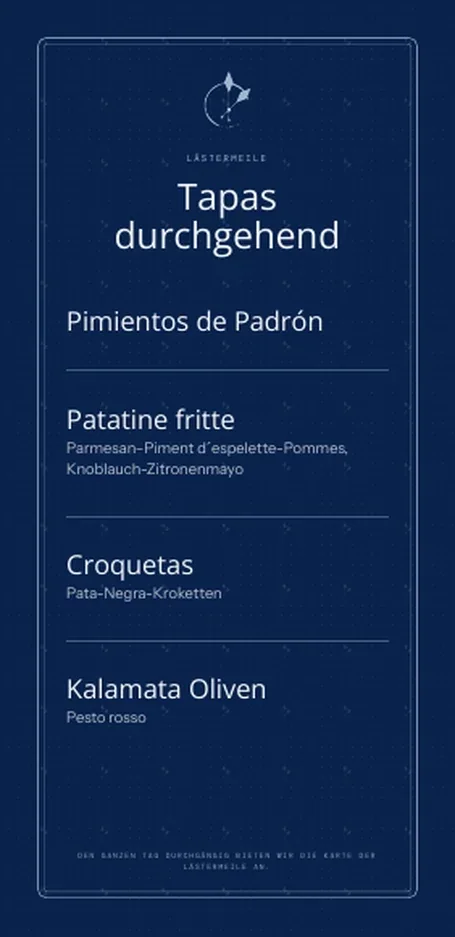 LÄSTERMEILE
Tapas
durchgehend
Pimientos de Padrón
Patatine fritte
Parmesan-Piment d´espelette-Pommes,
Knoblauch-Zitronenmayo
Croquetas
Pata-Negra-Kroketten
Kalamata Oliven
Pesto rosso
DEN GANZEN TAG DURCHGÄNGIG BIETEN WIR DIE KARTE DER
LÄSTERMEILE AN.